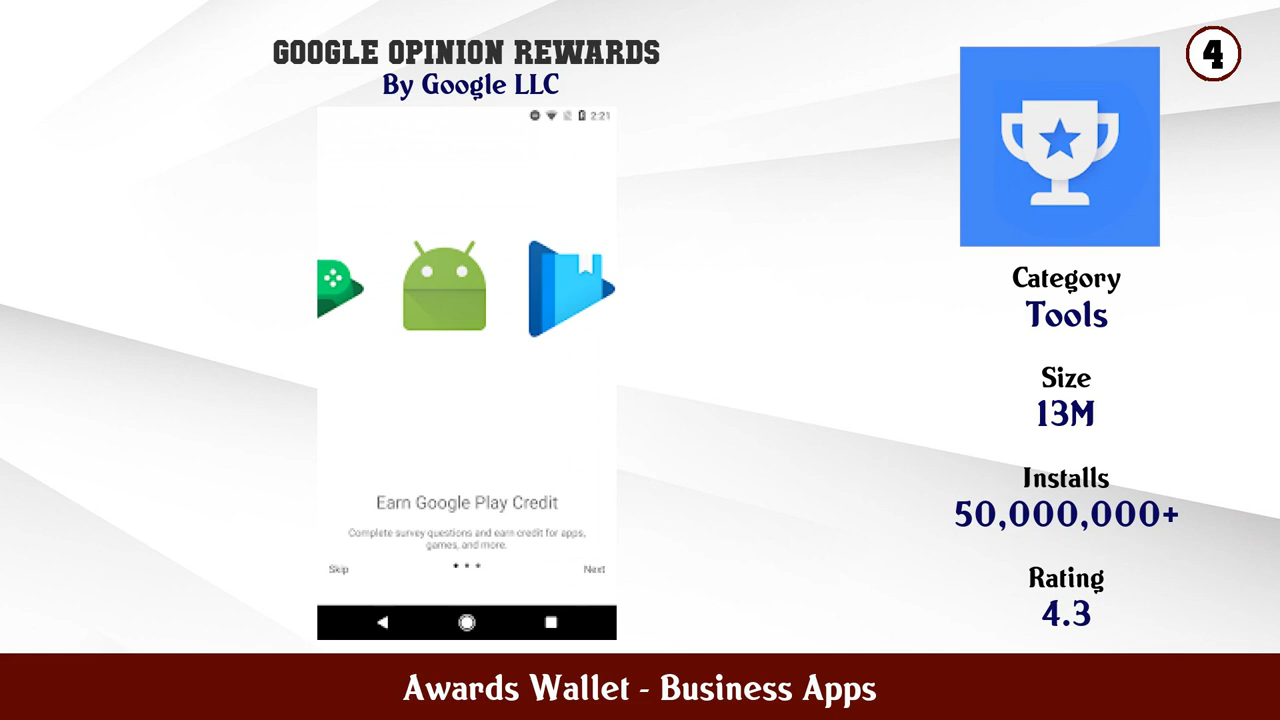 GOOGLE OPINION REWARDS
By Google LLC
4
2:21
Earn Google Play Credit
Complete survey questions and earn credit for apps,
games, and more.
Skip
Next
Category
Tools
Size
13M
Installs
50,000,000+
Rating
4.3
Awards Wallet - Business Apps